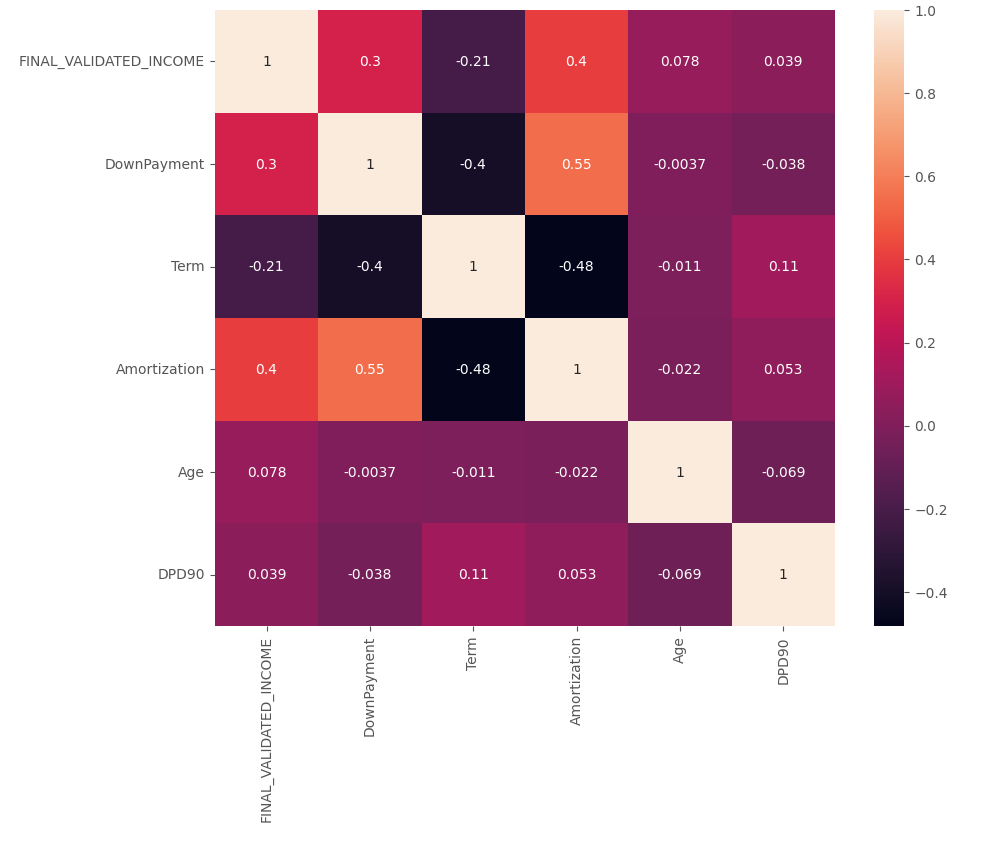 FINAL_VALIDATED_INCOME 1 0.3 -0.21 0.4 0.078 0.039
DownPayment 0.3 1 -0.4 0.55 -0.0037 -0.038
Term -0.21 -0.4 1 -0.48 -0.011 0.11
Amortization 0.4 0.55 -0.48 1 -0.022 0.053
Age 0.078 -0.0037 -0.011 -0.022 1 -0.069
DPD90 0.039 -0.038 0.11 0.053 -0.069 1
FINAL_VALIDATED_INCOME
DownPayment
Term
Amortization
Age
DPD90
1.0
0.8
0.6
0.4
0.2
0.0
−0.2
−0.4